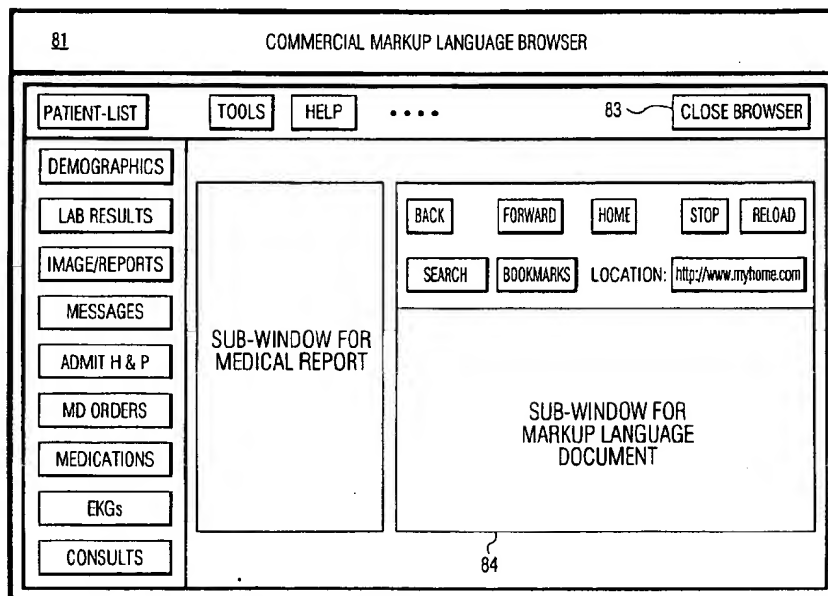 81 COMMERCIAL MARKUP LANGUAGE BROWSER
PATIENT-LIST TOOLS HELP •••• 83 CLOSE BROWSER
DEMOGRAPHICS
LAB RESULTS
IMAGE/REPORTS
MESSAGES
ADMIT H & P
MD ORDERS
MEDICATIONS
EKGs
CONSULTS
SUB-WINDOW FOR
MEDICAL REPORT
BACK FORWARD HOME STOP RELOAD
SEARCH BOOKMARKS LOCATION: http://www.myhome.com
SUB-WINDOW FOR
MARKUP LANGUAGE
DOCUMENT
84